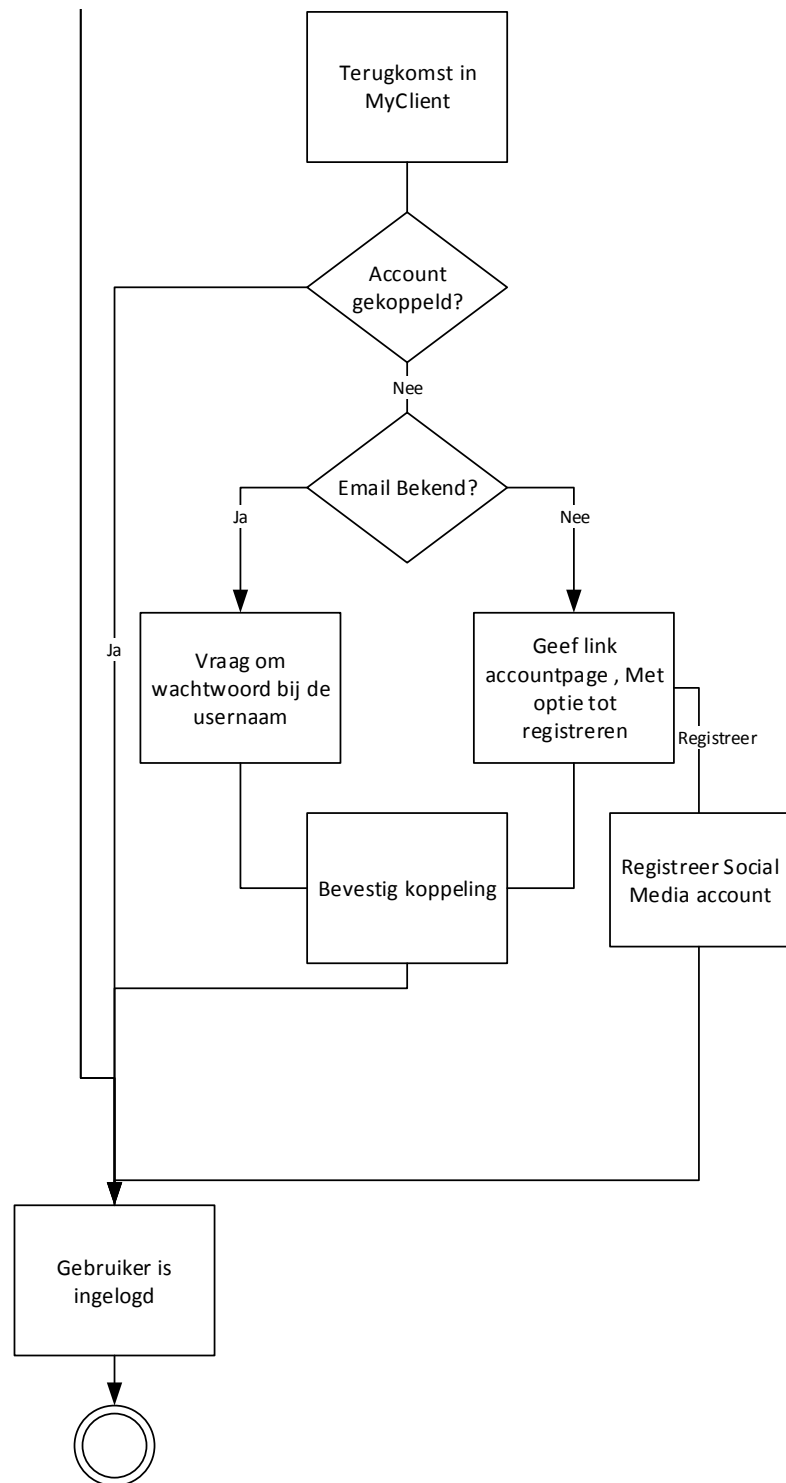 Terugkomst in
MyClient
Account
gekoppeld?
Nee
Email Bekend?
Ja
Nee
Ja
Vraag om
wachtwoord bij de
usernaam
Geef link
accountpage , Met
optie tot
registreren
Registreer
Bevestig koppeling
Registreer Social
Media account
Gebruiker is
ingelogd